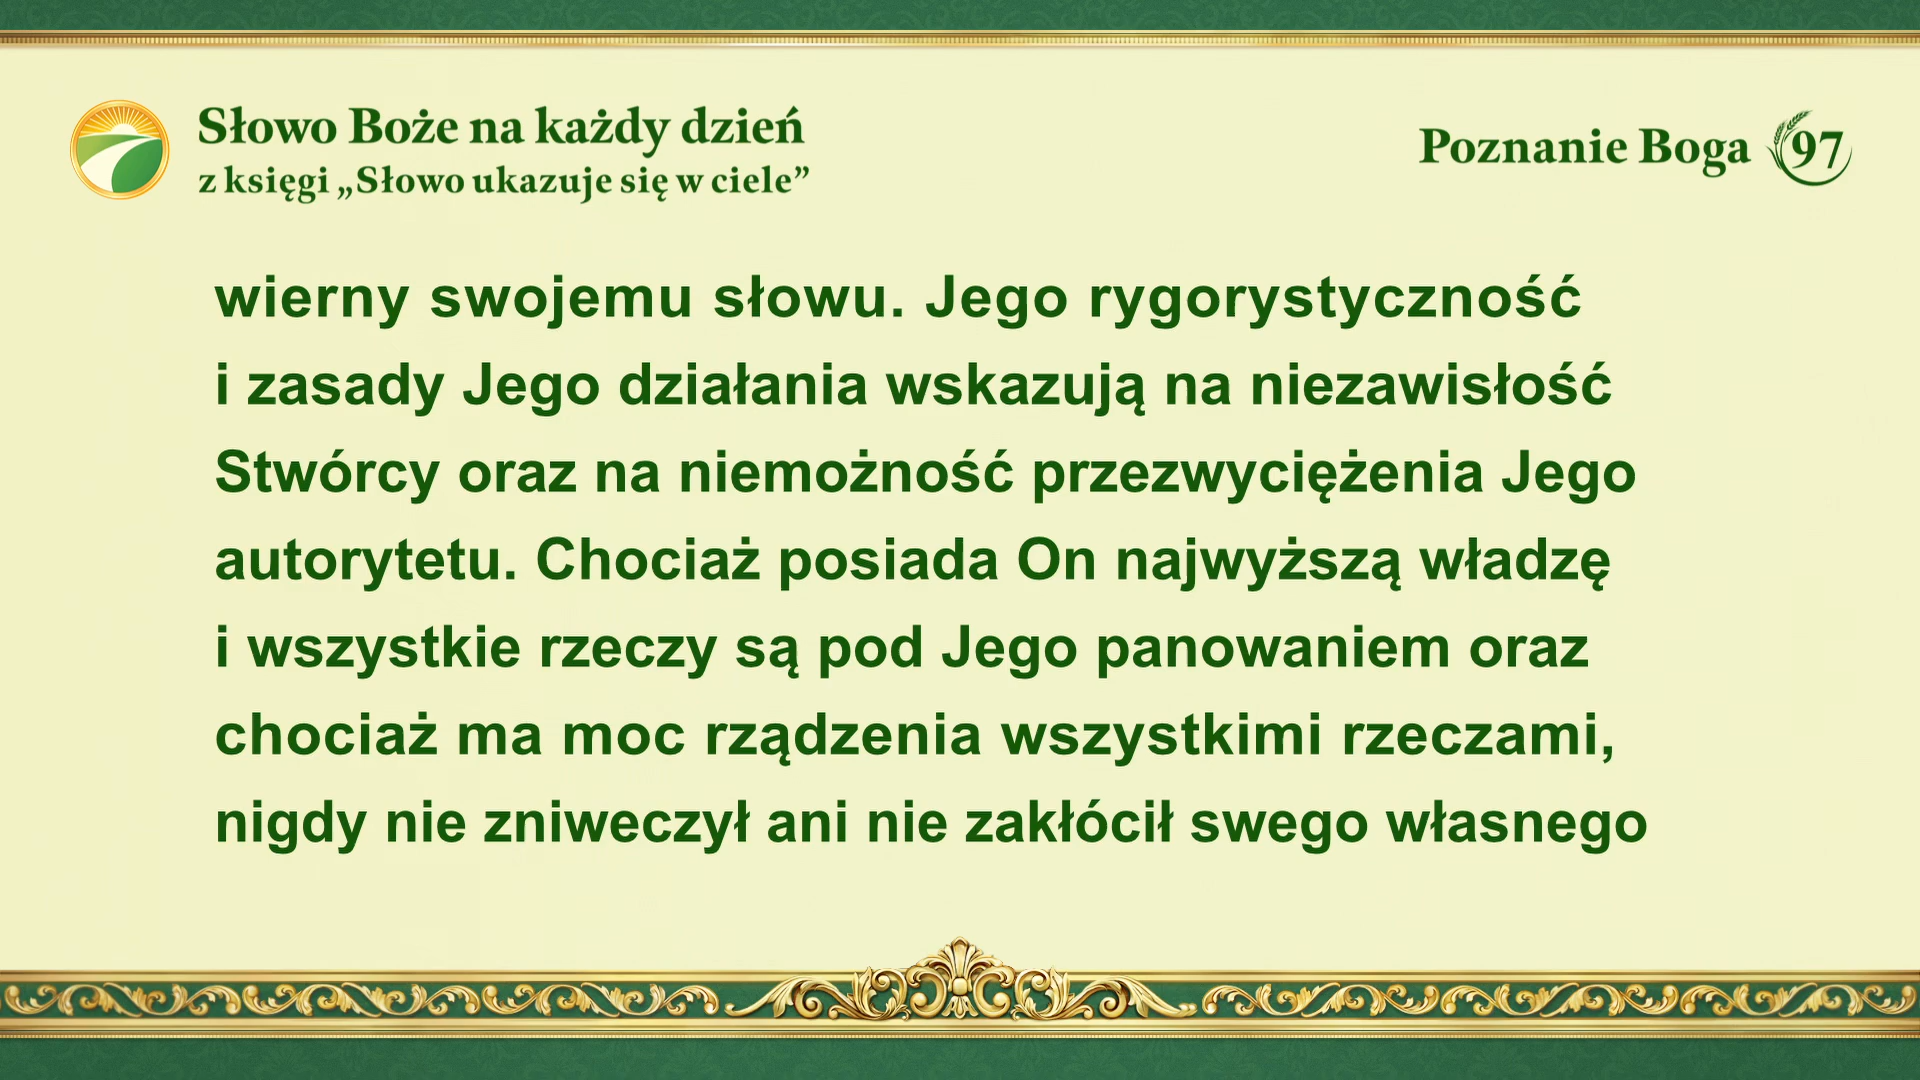 Słowo Boże na każdy dzień
z księgi „Słowo ukazuje się w ciele”
Poznanie Boga 97
wierny swojemu słowu. Jego rygorystyczność
i zasady Jego działania wskazują na niezawisłość
Stwórcy oraz na niemożność przezwyciężenia Jego
autorytetu. Chociaż posiada On najwyższą władzę
i wszystkie rzeczy są pod Jego panowaniem oraz
chociaż ma moc rządzenia wszystkimi rzeczami,
nigdy nie zniweczył ani nie zakłócił swego własnego